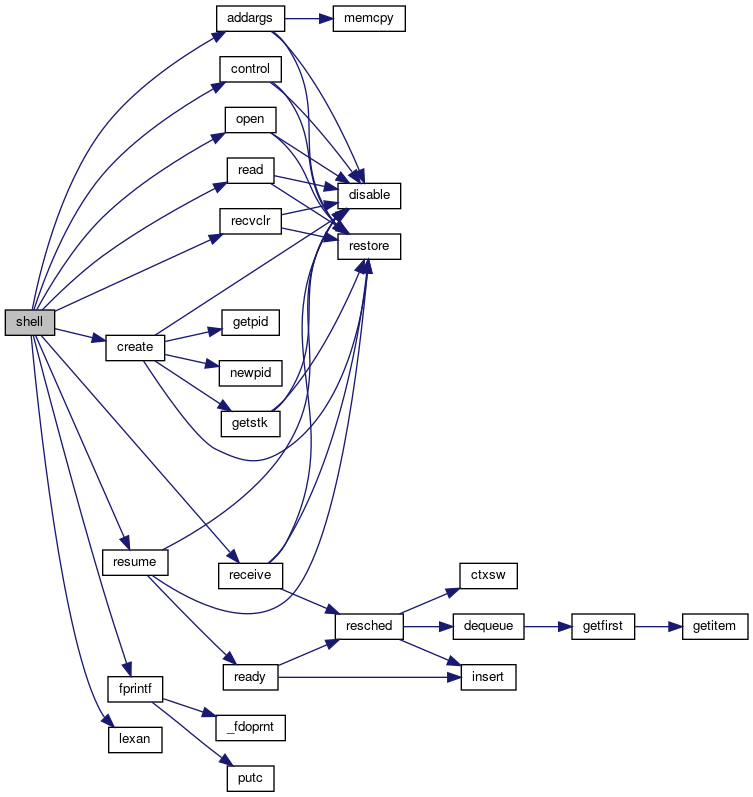 addargs
memcpy
control
open
read
disable
recvclr
restore
shell
getpid
create
newpid
getstk
resume
receive
ctxsw
resched
dequeue
getfirst
getitem
ready
insert
fprintf
_fdoprnt
lexan
putc